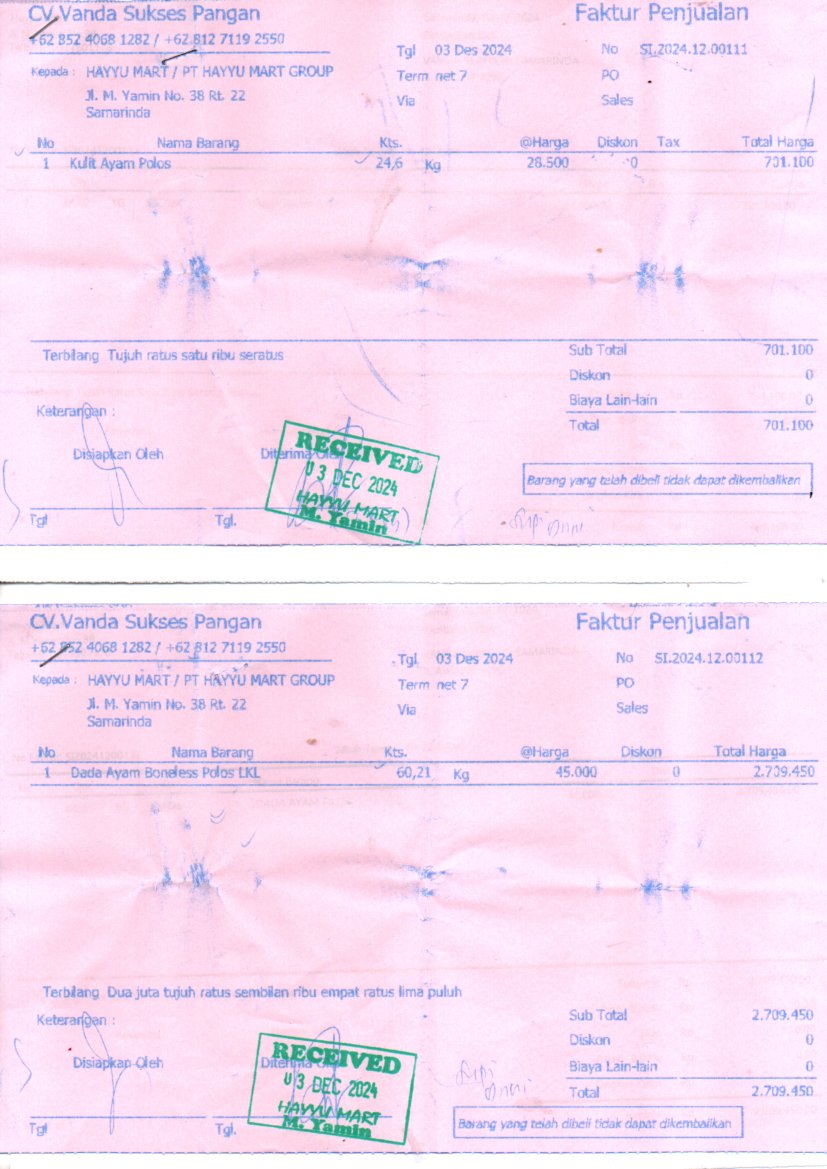 CV.Vanda Sukses Pangan
Faktur Penjualan
+62 852 4068 1282 / +62 812 7119 2550
Tgl 03 Des 2024
No SI.2024.12.00111
Kepada : HAYYU MART / PT HAYYU MART GROUP
Term net 7
PO
Jl. M. Yamin No. 38 Rt. 22
Via
Sales
Samarinda
No Nama Barang Kts. @Harga Diskon Tax Total Harga
1 Kulit Ayam Polos 24,6 Kg 28.500 0 701.100
Terbilang Tujuh ratus satu ribu seratus
Sub Total 701.100
Diskon 0
Biaya Lain-lain 0
Total 701.100
Keterangan :
Disiapkan Oleh
Diterima Oleh
RECEIVED
03 DEC 2024
HAYYU MART
M. Yamin
Barang yang telah dibeli tidak dapat dikembalikan
Tgl
Tgl.
CV.Vanda Sukses Pangan
Faktur Penjualan
+62 852 4068 1282 / +62 812 7119 2550
Tgl 03 Des 2024
No SI.2024.12.00112
Kepada : HAYYU MART / PT HAYYU MART GROUP
Term net 7
PO
Jl. M. Yamin No. 38 Rt. 22
Via
Sales
Samarinda
No Nama Barang Kts. @Harga Diskon Total Harga
1 Dada Ayam Boneless Polos LKL 60,21 Kg 45.000 0 2.709.450
Terbilang Dua juta tujuh ratus sembilan ribu empat ratus lima puluh
Sub Total 2.709.450
Keterangan :
Diskon 0
Biaya Lain-lain 0
Total 2.709.450
Disiapkan Oleh
Diterima Oleh
RECEIVED
03 DEC 2024
HAYYU MART
M. Yamin
Barang yang telah dibeli tidak dapat dikembalikan
Tgl
Tgl.